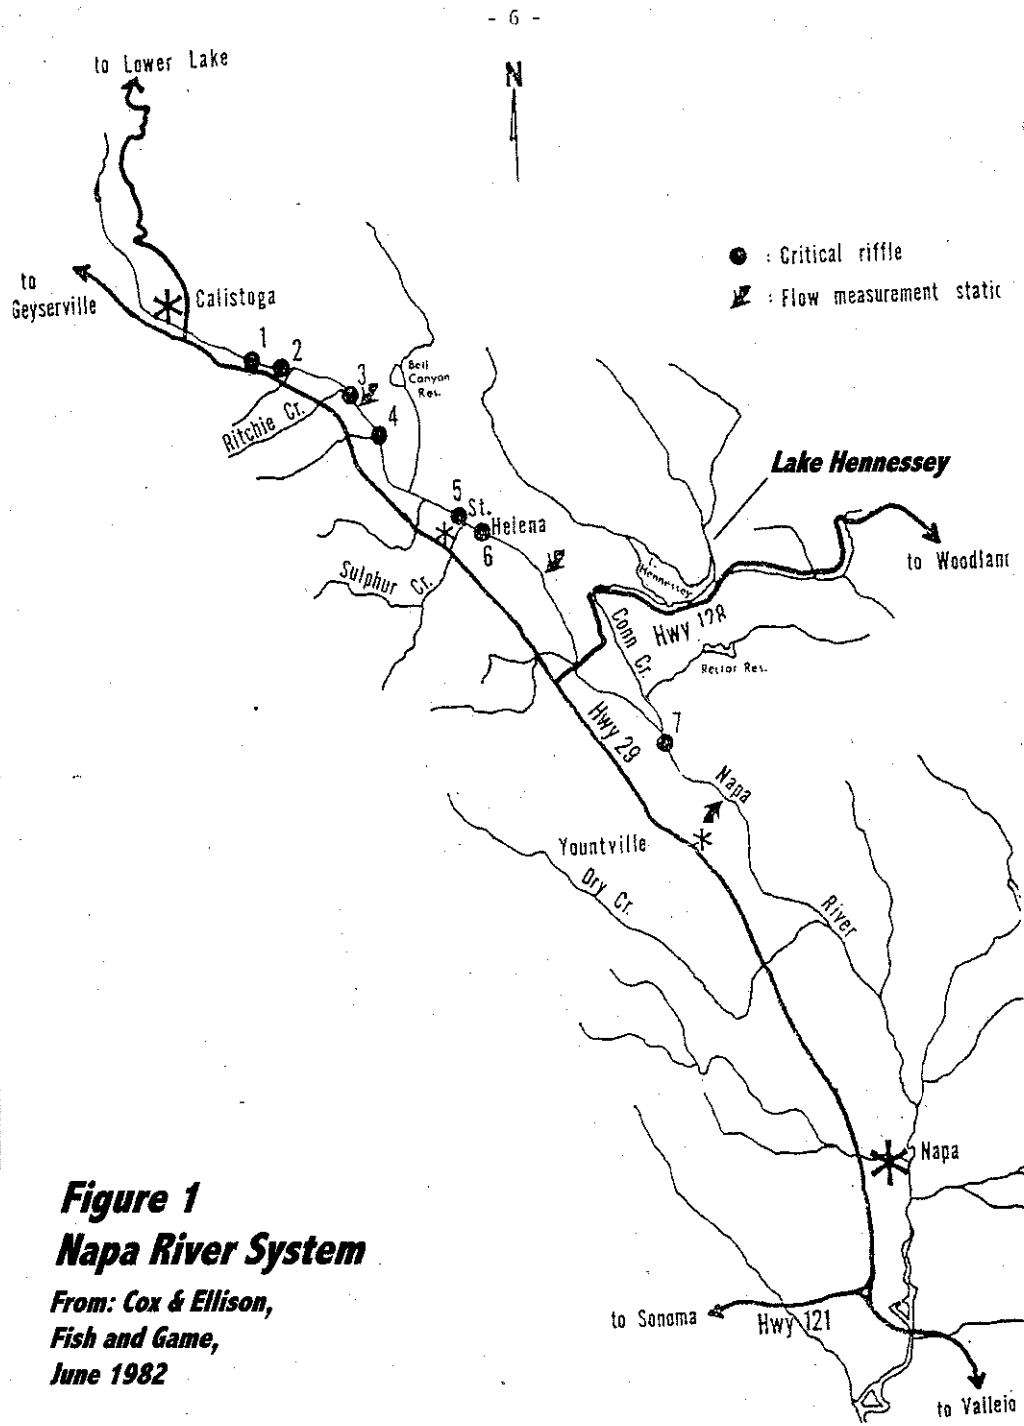 - 6 -
to Lower Lake
N
: Critical riffle
: Flow measurement static
to
Geyserville
Calistoga
1
2
3
Bell
Canyon
Res.
4
Ritchie Cr.
Lake Hennessey
5
St.
Helena
6
Sulphur Cr.
L.
Hennessey
to Woodland
Hwy 128
Conn Cr.
Rector Res.
7
Hwy 29
Napa
Yountville
Dry Cr.
River
Napa
Figure 1
Napa River System
From: Cox & Ellison,
Fish and Game,
June 1982
to Sonoma
Hwy 121
to Vallejo